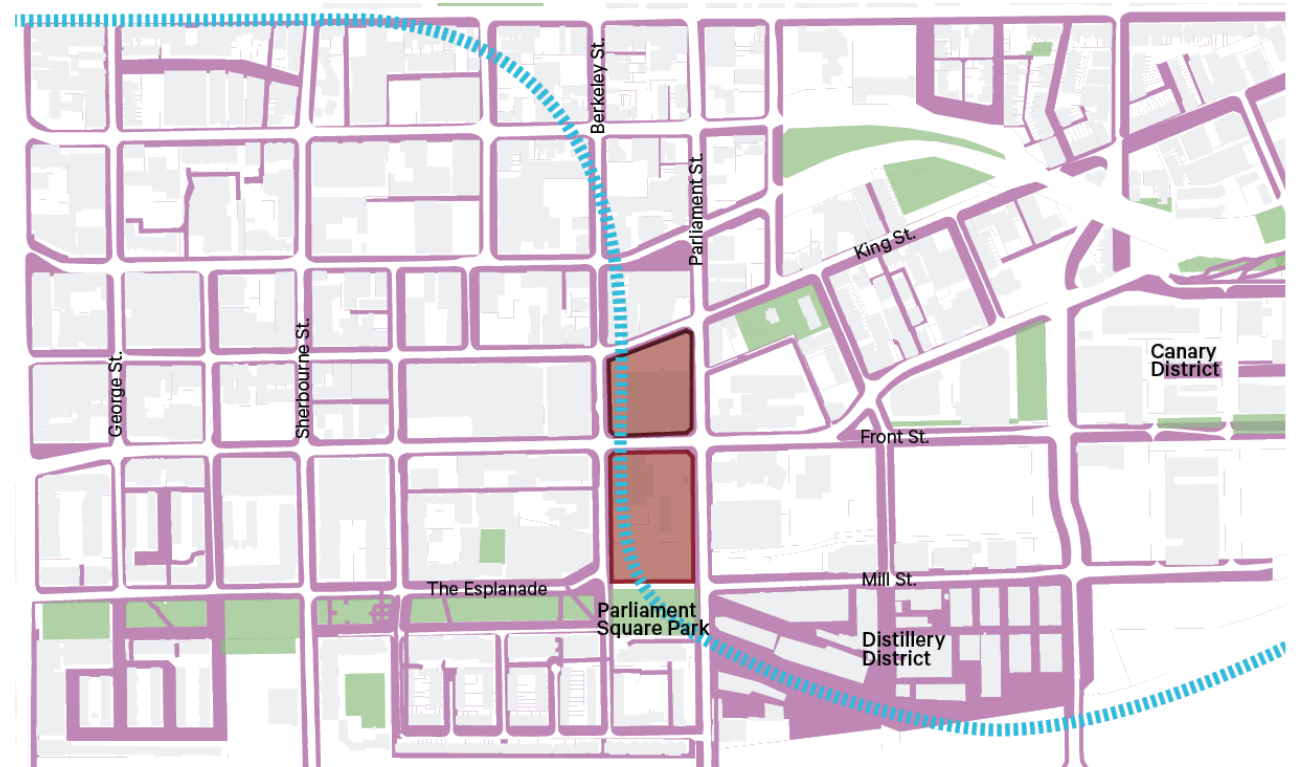 Berkeley St.
Parliament St.
King St.
George St.
Sherbourne St.
Canary
District
Front St.
The Esplanade
Mill St.
Parliament
Square Park
Distillery
District